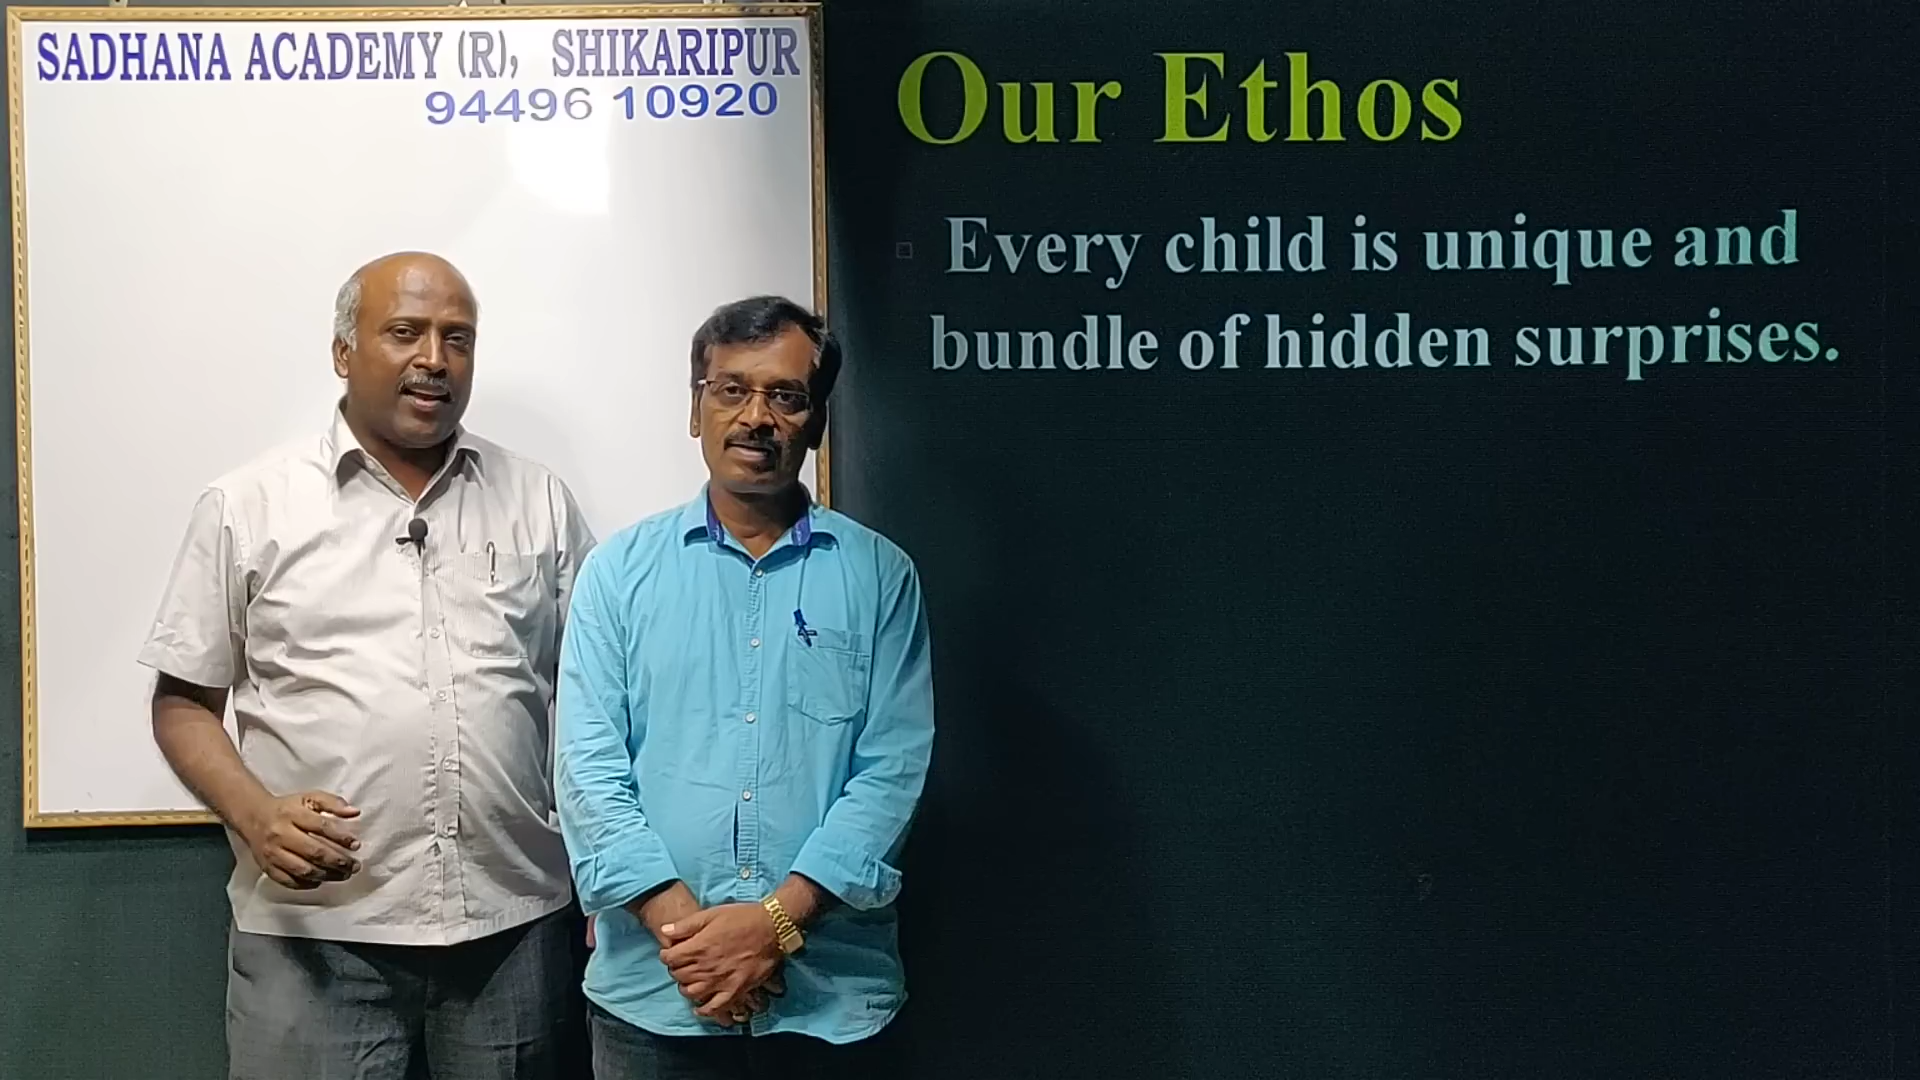 SADHANA ACADEMY (R), SHIKARIPUR
94496 10920
Our Ethos
Every child is unique and
bundle of hidden surprises.